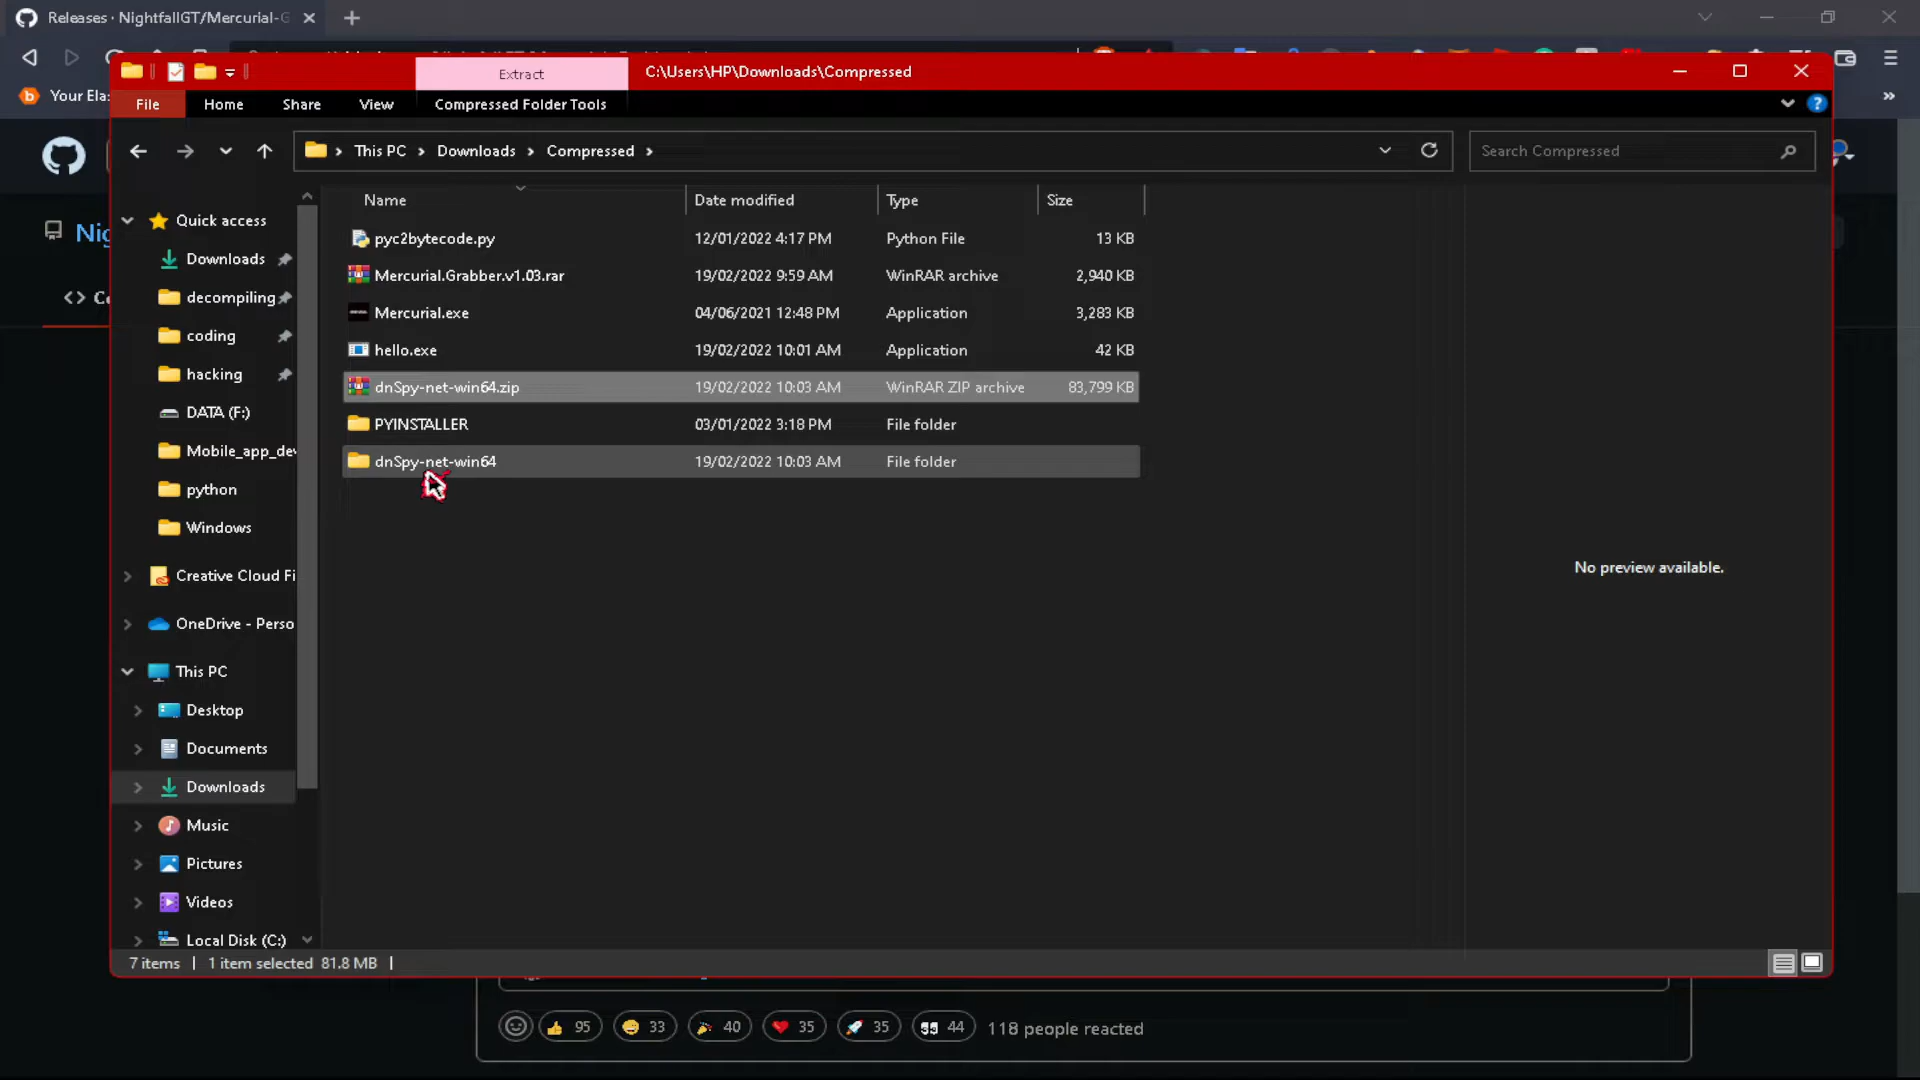 Releases · NightfallGT/Mercurial-G
Extract
C:\Users\HP\Downloads\Compressed
Your Ela
File
Home
Share
View
Compressed Folder Tools
This PC
Downloads
Compressed
Search Compressed
Nig
Name
Date modified
Type
Size
Quick access
Downloads
decompiling
coding
hacking
DATA (F:)
Mobile_app_dev
python
Windows
Creative Cloud Fi
OneDrive - Perso
This PC
Desktop
Documents
Downloads
Music
Pictures
Videos
Local Disk (C:)
pyc2bytecode.py 12/01/2022 4:17 PM Python File 13 KB
Mercurial.Grabber.v1.03.rar 19/02/2022 9:59 AM WinRAR archive 2,940 KB
Mercurial.exe 04/06/2021 12:48 PM Application 3,283 KB
hello.exe 19/02/2022 10:01 AM Application 42 KB
dnSpy-net-win64.zip 19/02/2022 10:03 AM WinRAR ZIP archive 83,799 KB
PYINSTALLER 03/01/2022 3:18 PM File folder
dnSpy-net-win64 19/02/2022 10:03 AM File folder
No preview available.
7 items 1 item selected 81.8 MB
95 33 40 35 35 44 118 people reacted